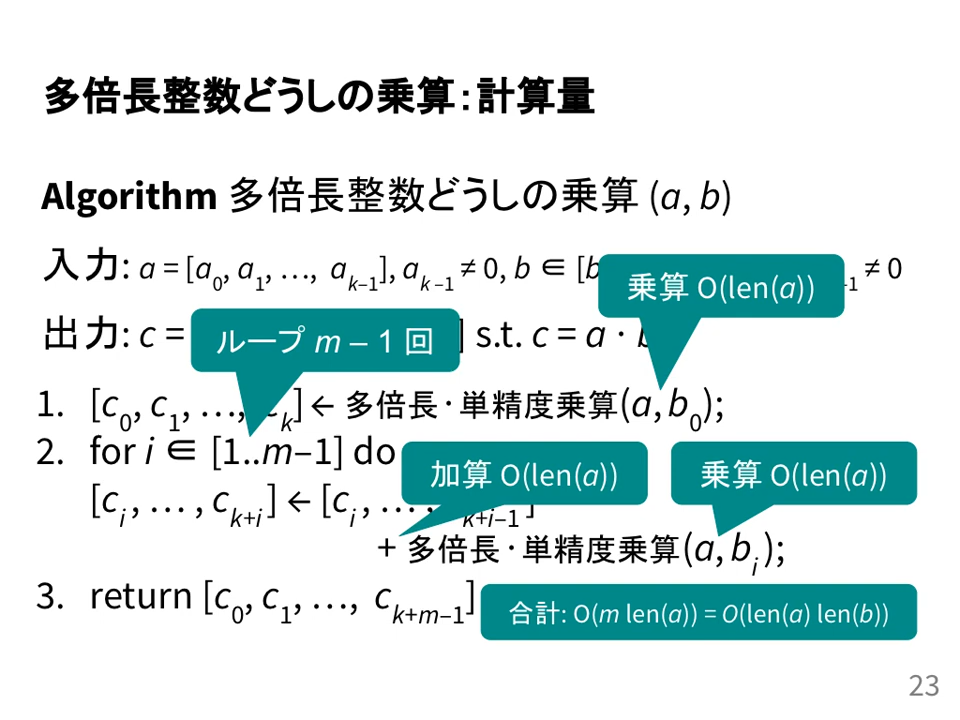 多倍長整数どうしの乗算：計算量
Algorithm 多倍長整数どうしの乗算 (a, b)
入力: a = [a0, a1, …, ak–1], ak–1 ≠ 0, b ∈ [b –1 ≠ 0
乗算 O(len(a))
出力: c = ] s.t. c = a · b
ループ m – 1 回
1. [c0, c1, …, ck] ← 多倍長・単精度乗算(a, b0);
2. for i ∈ [1..m–1] do
加算 O(len(a))
乗算 O(len(a))
[ci , … , ck+i ] ← [ci , … , ck+i–1 ]
+ 多倍長・単精度乗算(a, bi );
3. return [c0, c1, …, ck+m–1]
合計: O(m len(a)) = O(len(a) len(b))
23